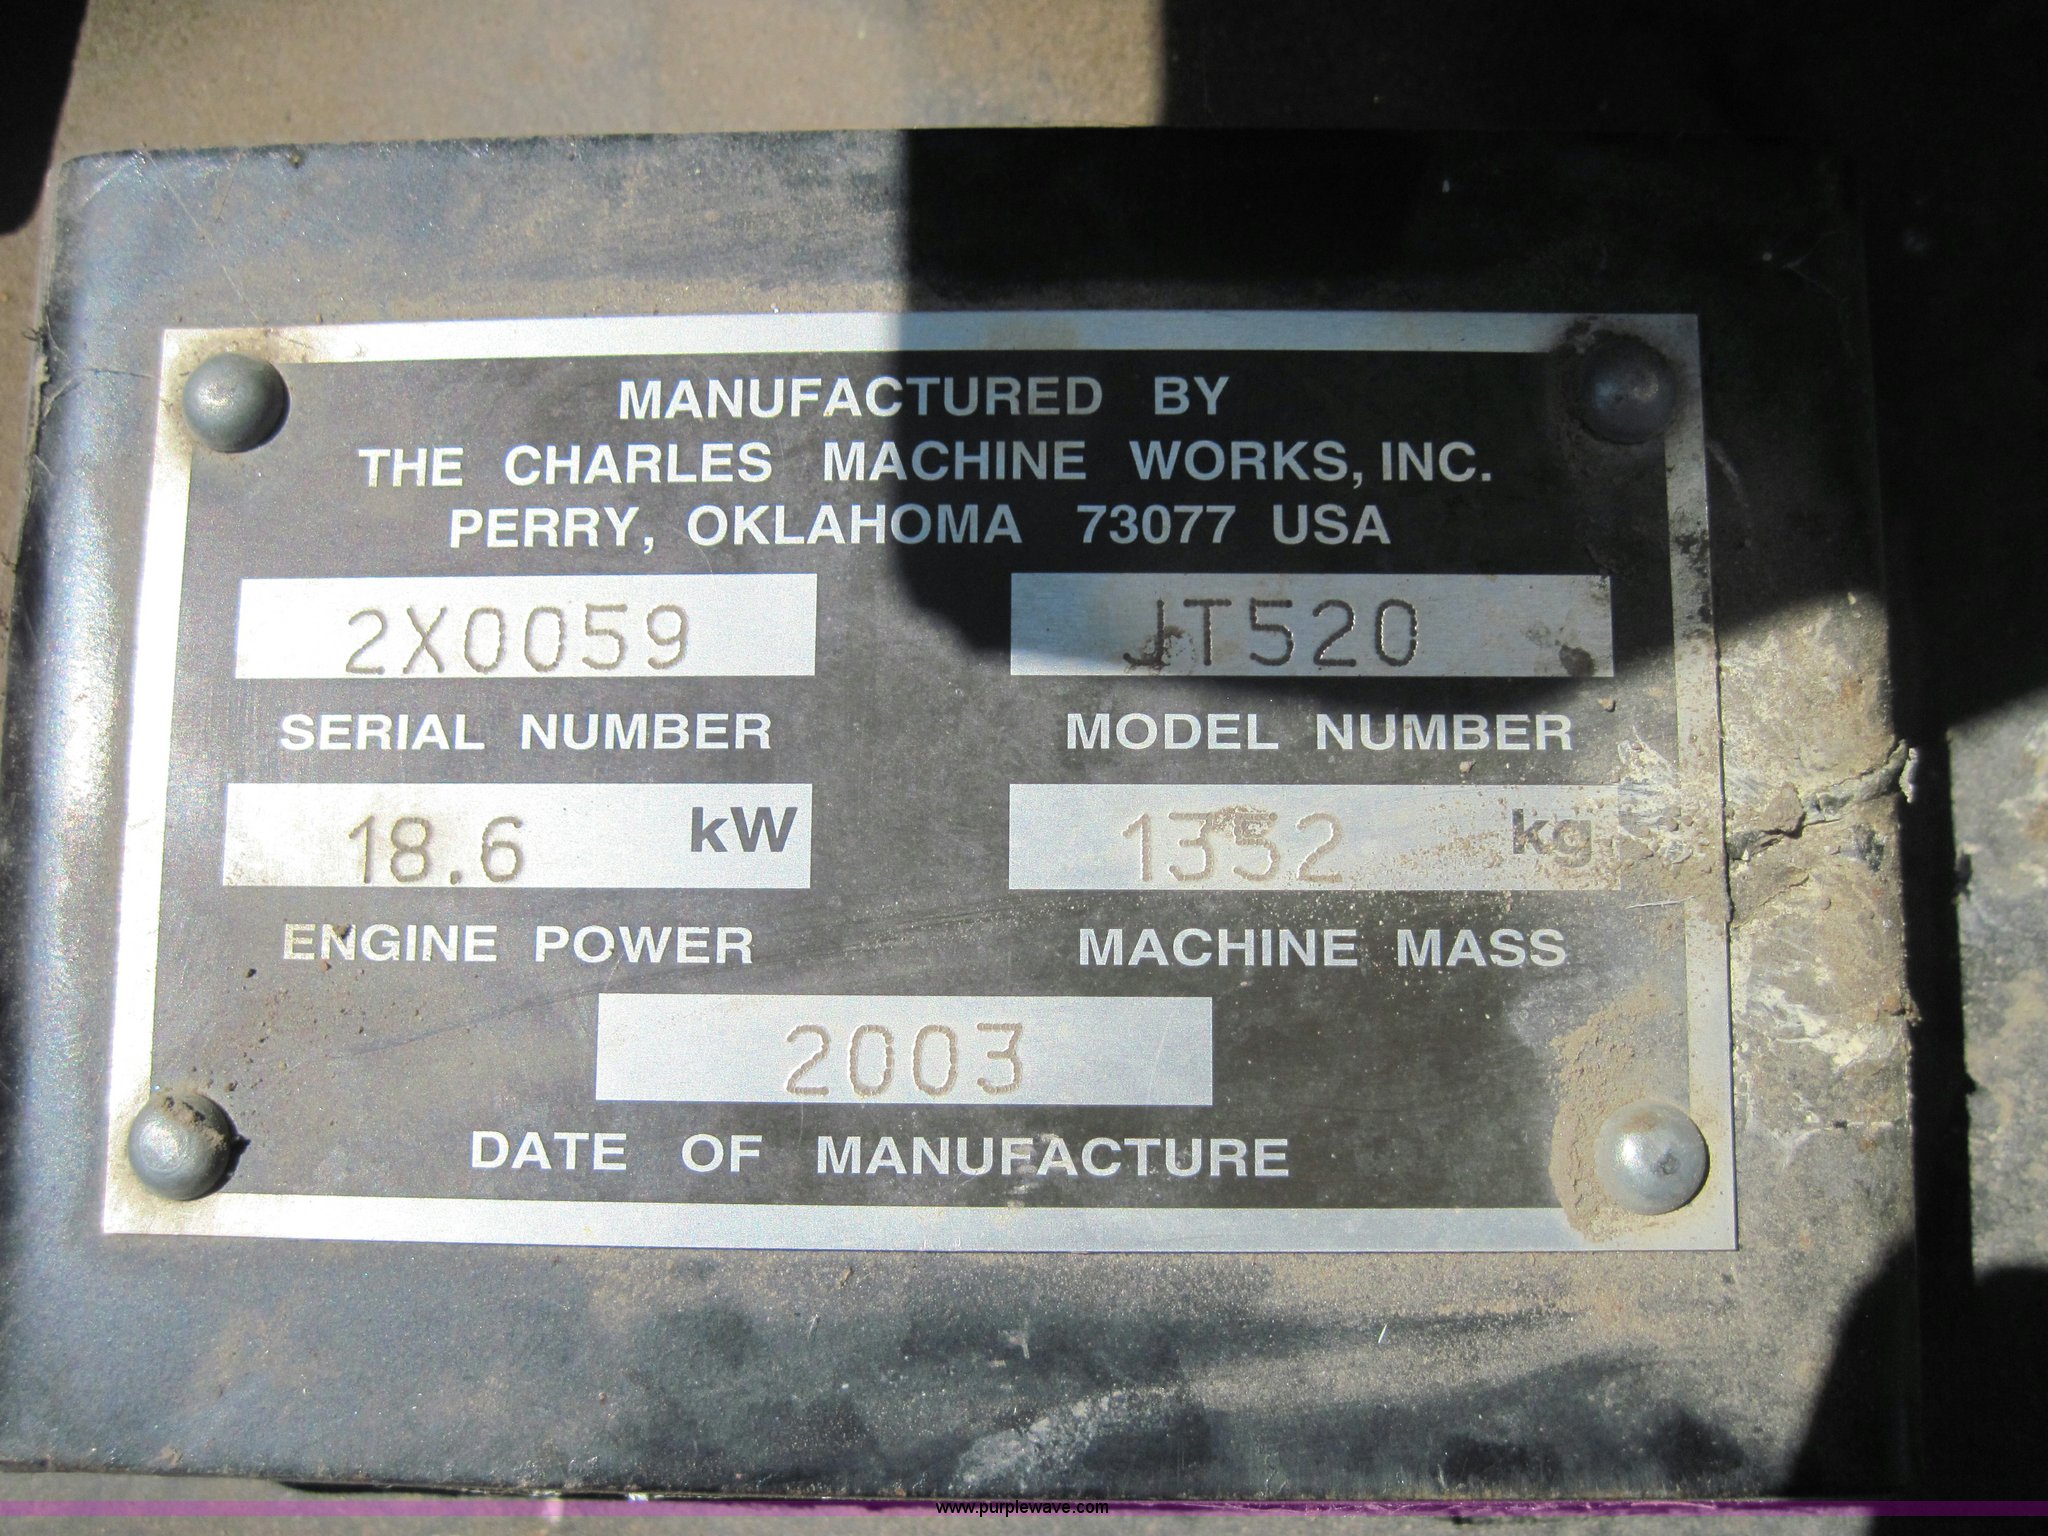 MANUFACTURED BY
THE CHARLES MACHINE WORKS, INC.
PERRY, OKLAHOMA 73077 USA
2X0059 JT520
SERIAL NUMBER MODEL NUMBER
18.6 kW 1352 kg
ENGINE POWER MACHINE MASS
2003
DATE OF MANUFACTURE
www.purplewave.com